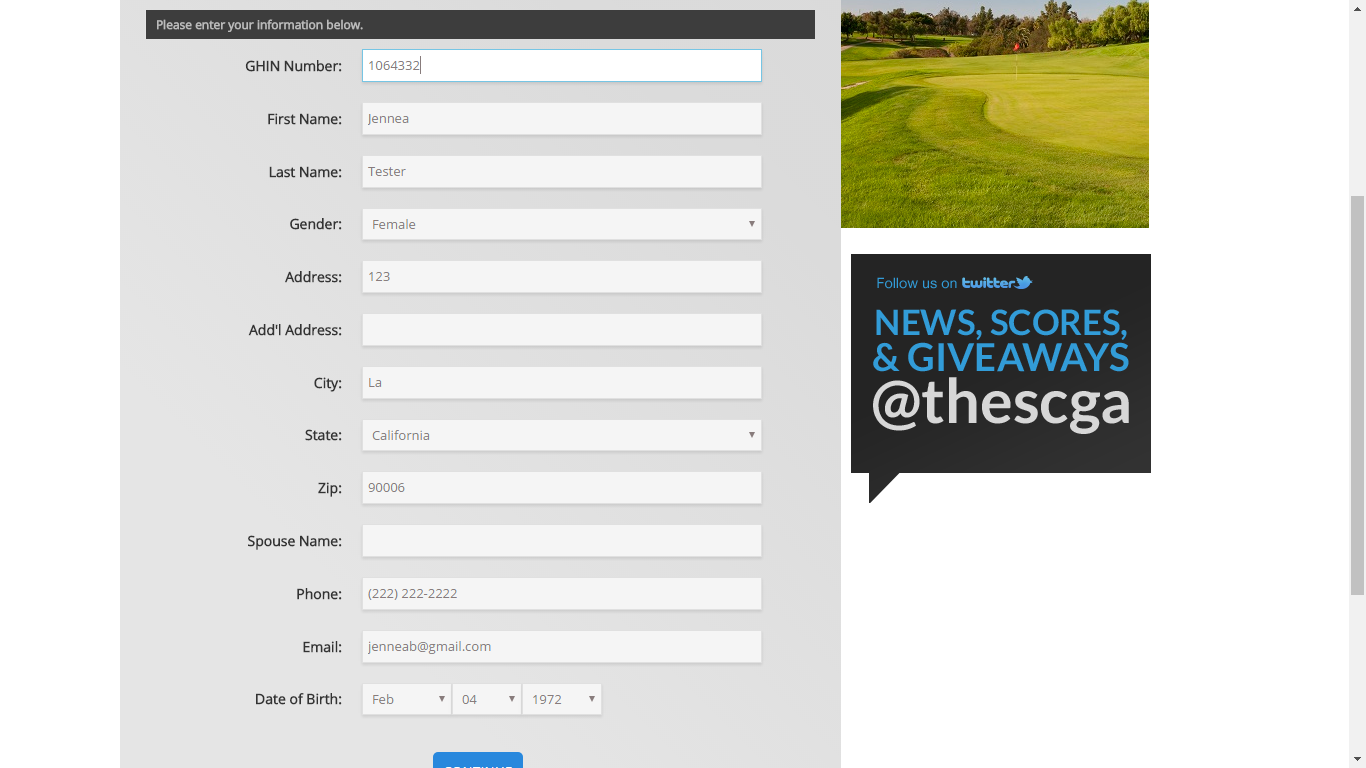 Please enter your information below.
GHIN Number: 1064332
First Name: Jennea
Last Name: Tester
Gender: Female
Address: 123
Add'l Address:
City: La
State: California
Zip: 90006
Spouse Name:
Phone: (222) 222-2222
Email: jenneab@gmail.com
Date of Birth: Feb 04 1972
Follow us on twitter
NEWS, SCORES,
& GIVEAWAYS
@thescga